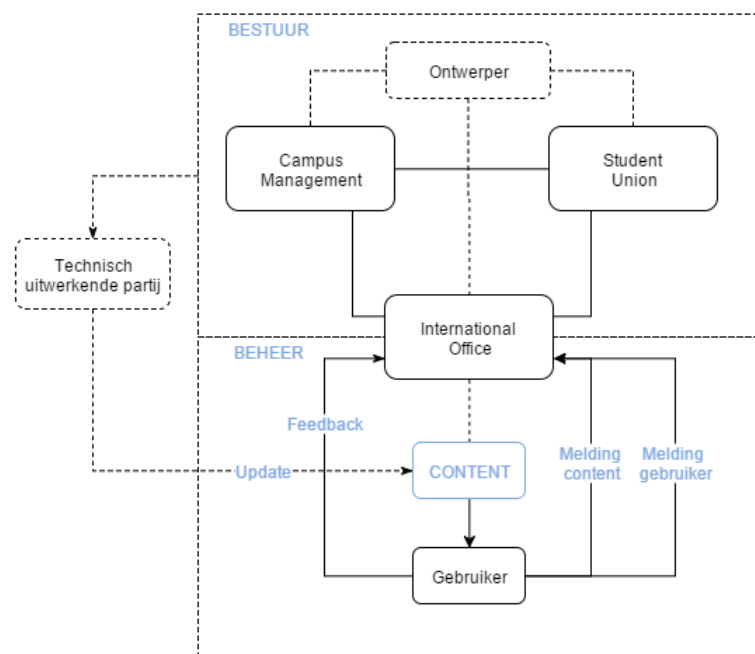 BESTUUR
Ontwerper
Campus
Management
Student
Union
Technisch
uitwerkende partij
International
Office
BEHEER
Feedback
Update
CONTENT
Melding
content
Melding
gebruiker
Gebruiker